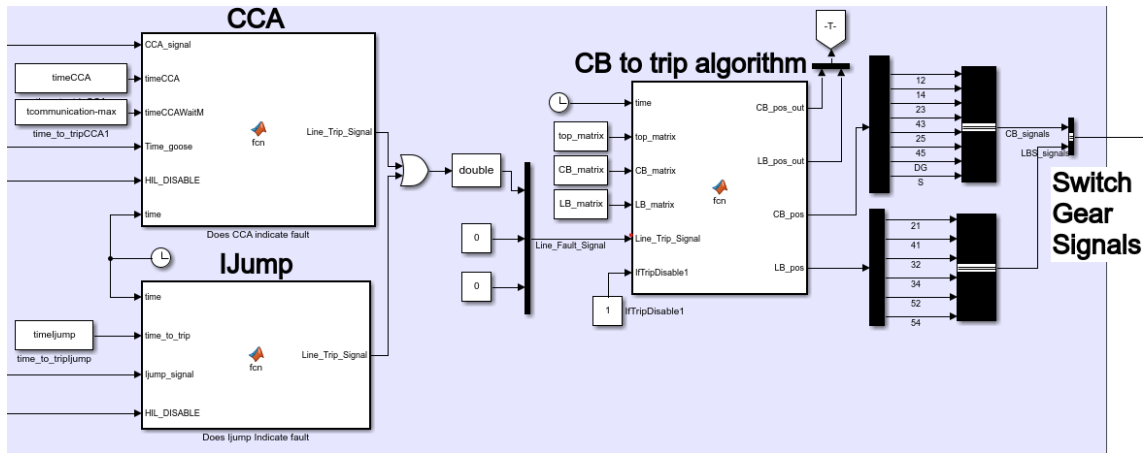 CCA
CCA_signal
timeCCA
timeCCA
tcommunication-max
timeCCAWaitM
time_to_tripCCA1
Time_goose
HIL_DISABLE
time
fcn
Line_Trip_Signal
Does CCA indicate fault
IJump
time
timeIjump
time_to_trip
time_to_tripIjump
Ijump_signal
HIL_DISABLE
fcn
Line_Trip_Signal
Does Ijump Indicate fault
double
0
0
Line_Fault_Signal
-T-
CB to trip algorithm
time
top_matrix
top_matrix
CB_matrix
CB_matrix
LB_matrix
LB_matrix
Line_Trip_Signal
IfTripDisable1
1
IfTripDisable1
fcn
CB_pos_out
LB_pos_out
CB_pos
LB_pos
12
14
23
43
25
45
DG
S
21
41
32
34
52
54
CB_signals
LBS_signals
Switch
Gear
Signals